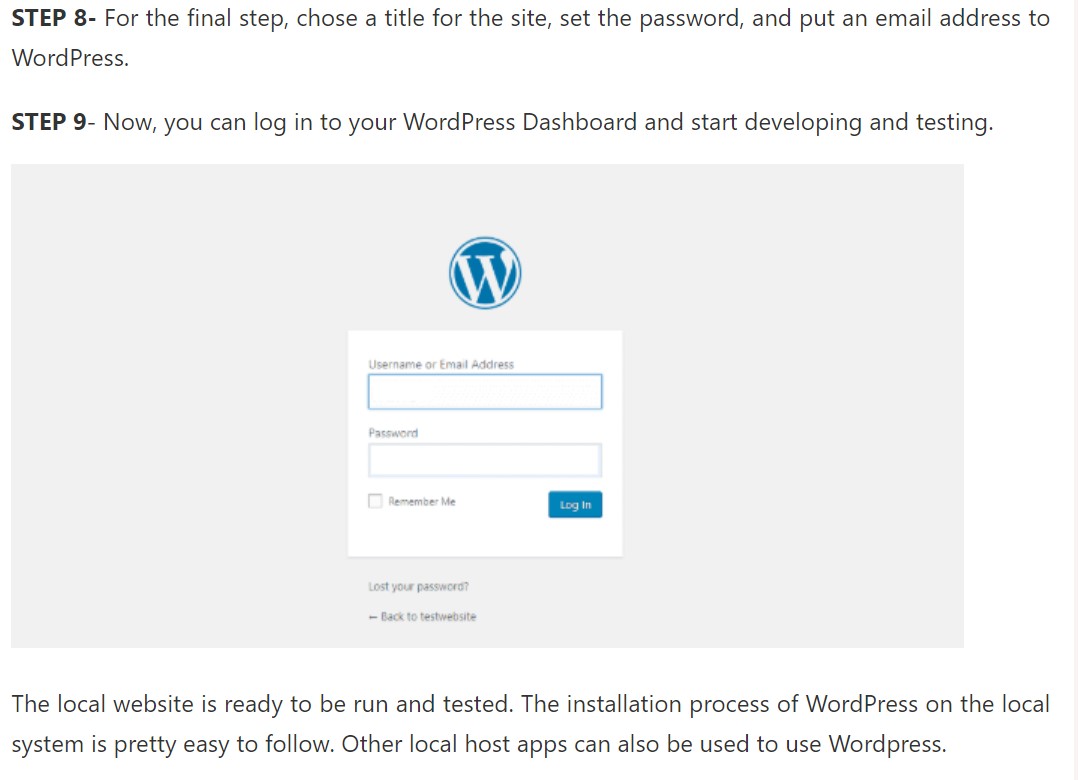 STEP 8- For the final step, chose a title for the site, set the password, and put an email address to
WordPress.
STEP 9- Now, you can log in to your WordPress Dashboard and start developing and testing.
Username or Email Address
Password
Remember Me
Log In
Lost your password?
← Back to testwebsite
The local website is ready to be run and tested. The installation process of WordPress on the local
system is pretty easy to follow. Other local host apps can also be used to use Wordpress.